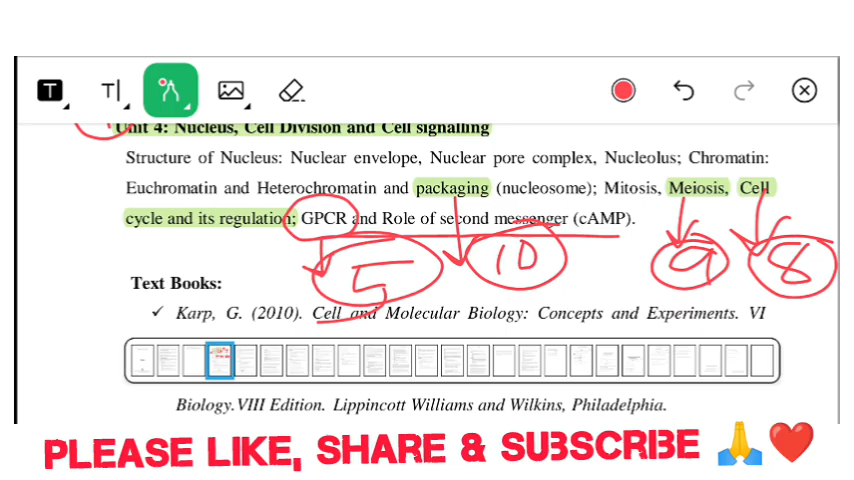 T T|
Unit 4: Nucleus, Cell Division and Cell signalling
Structure of Nucleus: Nuclear envelope, Nuclear pore complex, Nucleolus; Chromatin:
Euchromatin and Heterochromatin and packaging (nucleosome); Mitosis, Meiosis, Cell
cycle and its regulation; GPCR and Role of second messenger (cAMP).
5 10 9 8
Text Books:
✓ Karp, G. (2010). Cell and Molecular Biology: Concepts and Experiments. VI
Biology.VIII Edition. Lippincott Williams and Wilkins, Philadelphia.
PLEASE LIKE, SHARE & SUBSCRIBE 🙏❤️